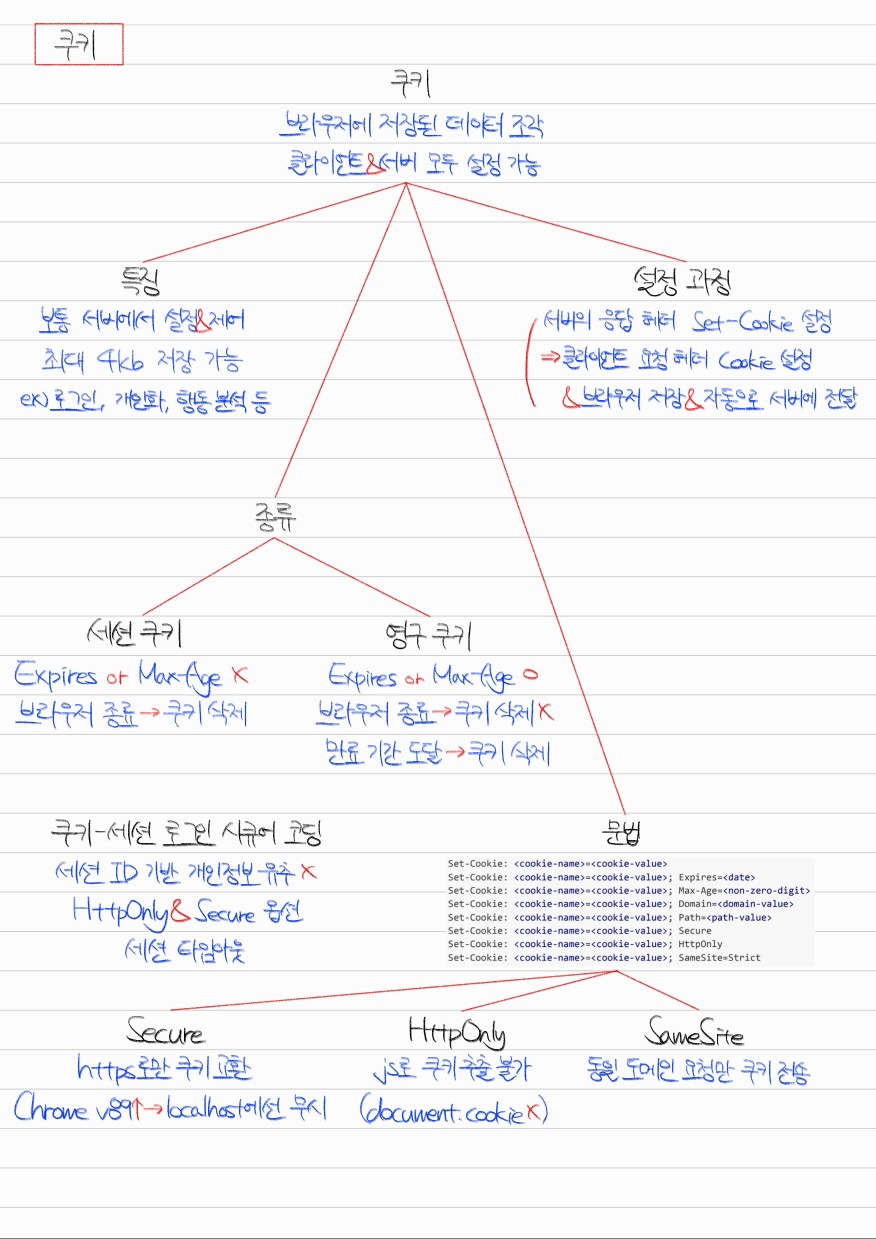 쿠키
쿠키
브라우저에 저장된 데이터 조각
클라이언트&서버 모두 설정 가능
특징
보통 서버에서 설정&제어
최대 4kb 저장 가능
ex) 로그인, 개인화, 행동 분석 등
설정 과정
서버의 응답 헤더 Set-Cookie 설정
⇒클라이언트 요청 헤더 Cookie 설정
&브라우저 저장&자동으로 서버에 전달
종류
세션 쿠키
Expires or Max-Age X
브라우저 종료→쿠키 삭제
영구 쿠키
Expires or Max-Age O
브라우저 종료→쿠키 삭제X
만료 기간 도달→쿠키 삭제
쿠키-세션 로그인 시큐어 코딩
세션 ID 기반 개인정보 유추 X
HttpOnly&Secure 옵션
세션 타임아웃
문법
Set-Cookie: <cookie-name>=<cookie-value>
Set-Cookie: <cookie-name>=<cookie-value>; Expires=<date>
Set-Cookie: <cookie-name>=<cookie-value>; Max-Age=<non-zero-digit>
Set-Cookie: <cookie-name>=<cookie-value>; Domain=<domain-value>
Set-Cookie: <cookie-name>=<cookie-value>; Path=<path-value>
Set-Cookie: <cookie-name>=<cookie-value>; Secure
Set-Cookie: <cookie-name>=<cookie-value>; HttpOnly
Set-Cookie: <cookie-name>=<cookie-value>; SameSite=Strict
Secure
https로만 쿠키 교환
Chrome v89↑→localhost에선 무시
HttpOnly
js로 쿠키 추출 불가
(document.cookie X)
SameSite
동일 도메인 요청만 쿠키 전송